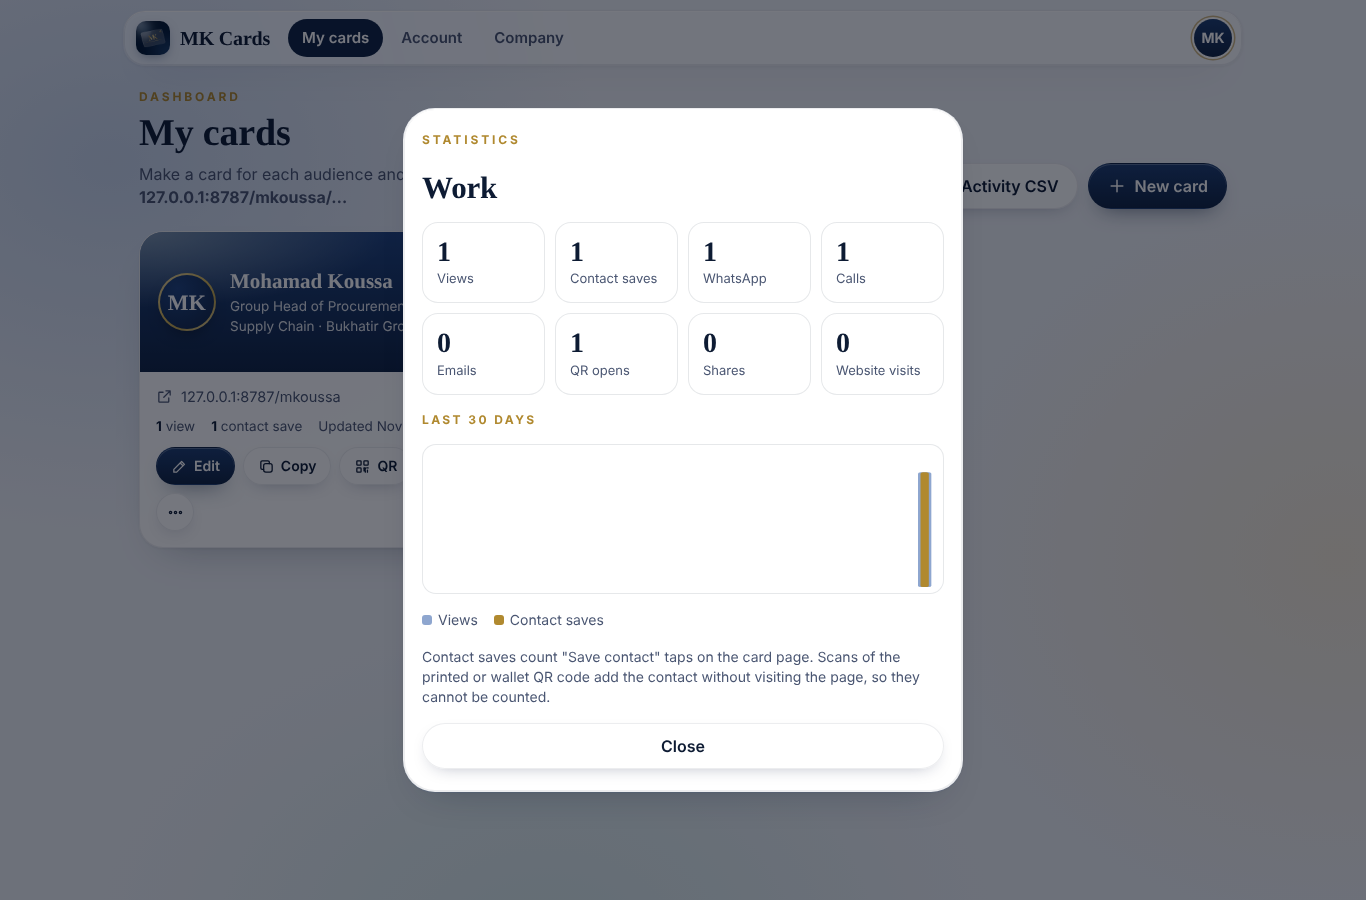 MK Cards
My cards
Account
Company
MK
DASHBOARD
My cards
Make a card for each audience and
127.0.0.1:8787/mkoussa/...
Activity CSV
New card
MK
Mohamad Koussa
Group Head of
Supply Chain · Bukhatir
127.0.0.1:8787/mkoussa
1 view 1 contact save Updated Nov
Edit
Copy
QR
STATISTICS
Work
1
Views
1
Contact saves
1
WhatsApp
1
Calls
0
Emails
1
QR opens
0
Shares
0
Website visits
LAST 30 DAYS
Views
Contact saves
Contact saves count "Save contact" taps on the card page. Scans of the
printed or wallet QR code add the contact without visiting the page, so they
cannot be counted.
Close